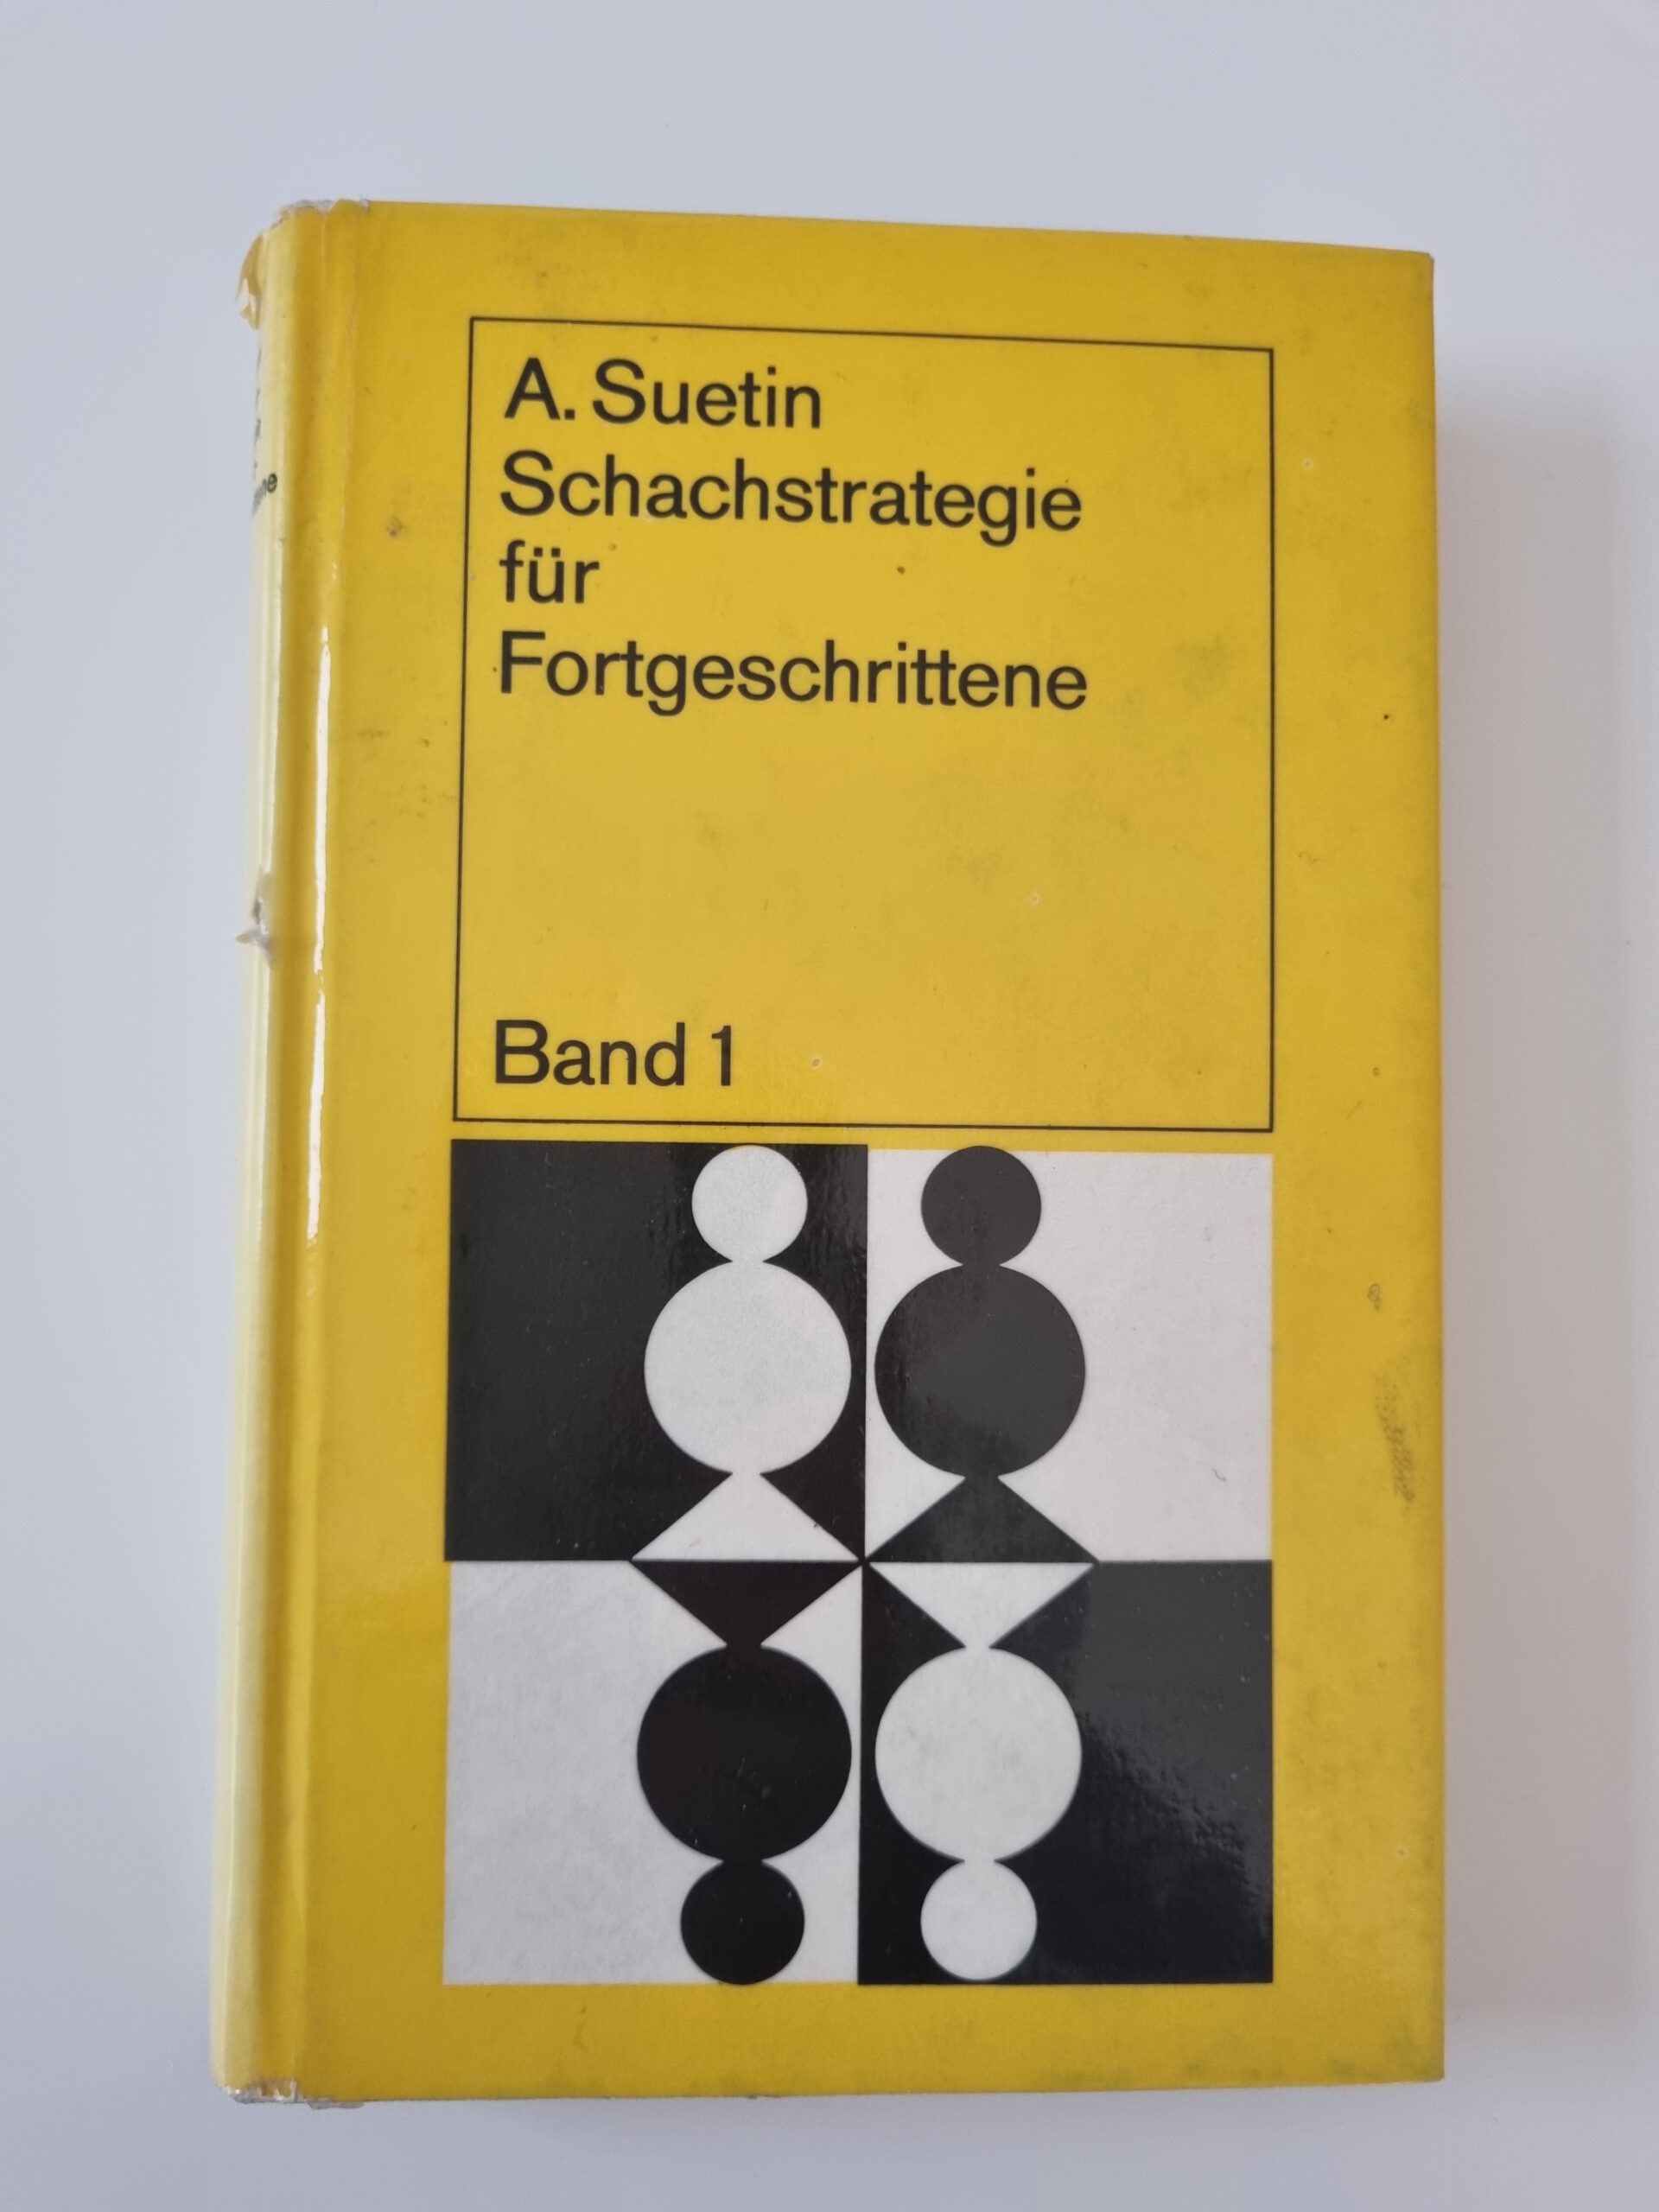 A. Suetin
Schachstrategie
für
Fortgeschrittene
Band 1